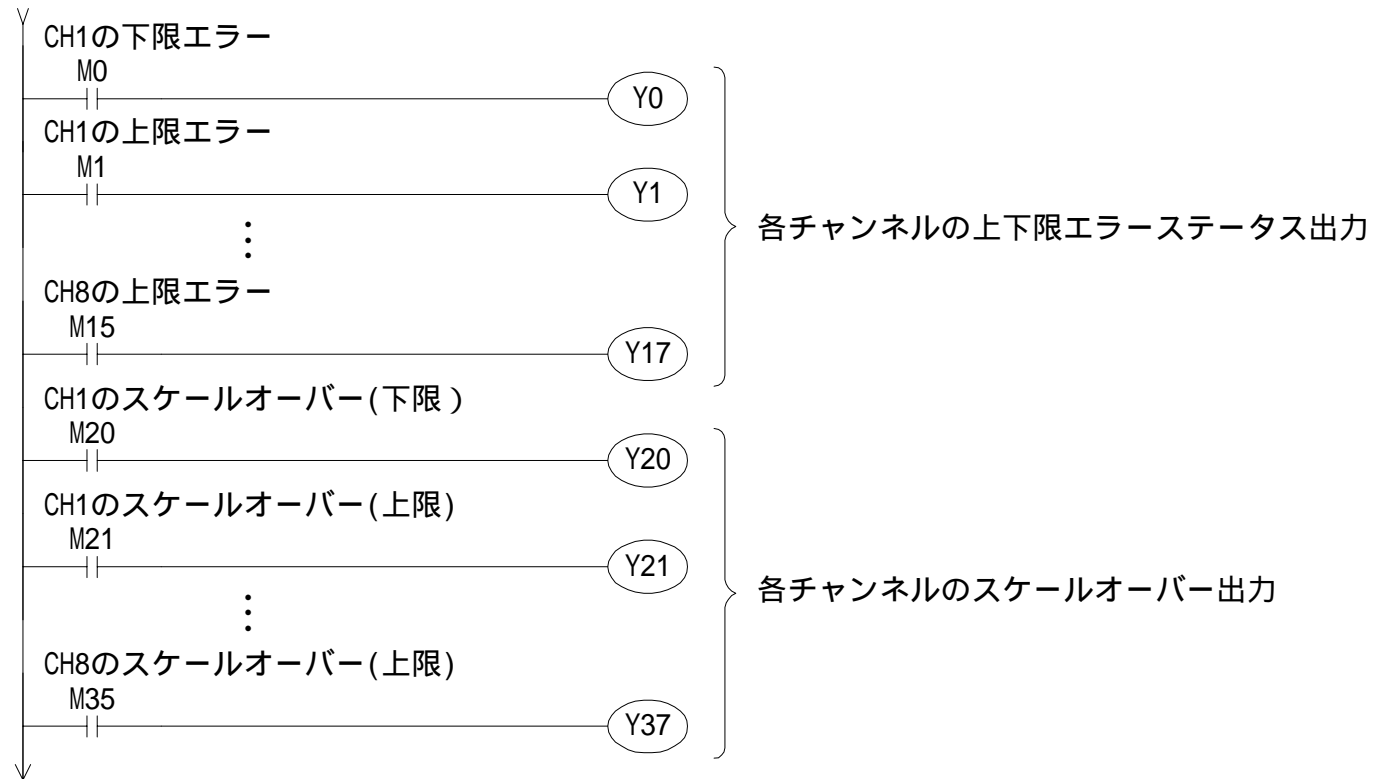 CH1の下限エラー
M0
Y0
CH1の上限エラー
M1
Y1
各チャンネルの上下限エラーステータス出力
CH8の上限エラー
M15
Y17
CH1のスケールオーバー(下限)
M20
Y20
CH1のスケールオーバー(上限)
M21
Y21
各チャンネルのスケールオーバー出力
CH8のスケールオーバー(上限)
M35
Y37